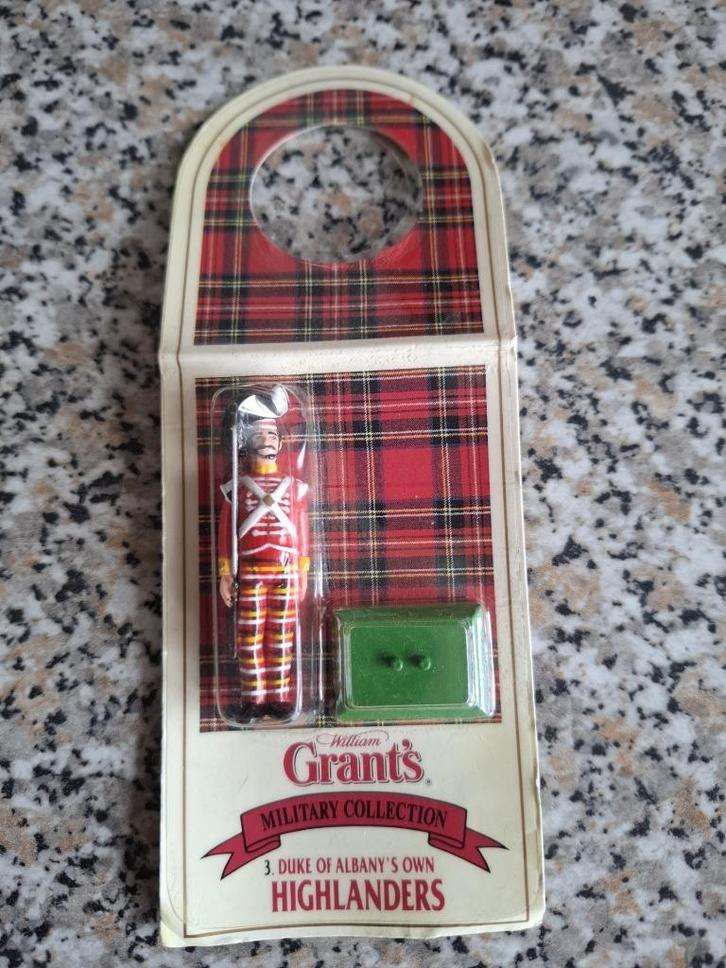 William
Grant's
MILITARY COLLECTION
3. DUKE OF ALBANY'S OWN
HIGHLANDERS